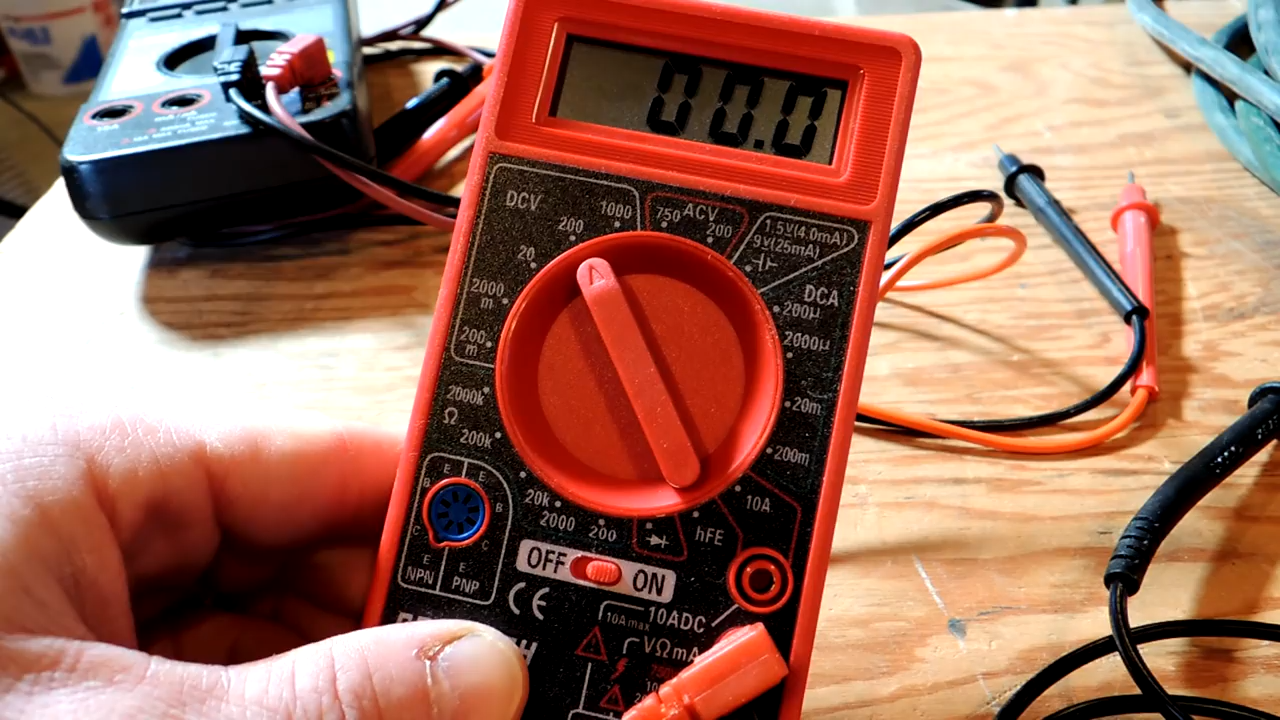 00.0
DCV
1000
V
750 ACV
200
200
20
2000
m
200
m
1.5V(4.0mA)
9V(25mA)
DCA
200µ
2000µ
20m
200m
10A
2000k
Ω
200k
20k
2000
200
hFE
E
E
B
B
C
C
E
E
NPN
PNP
OFF
ON
CE
10A max
10ADC
VΩmA